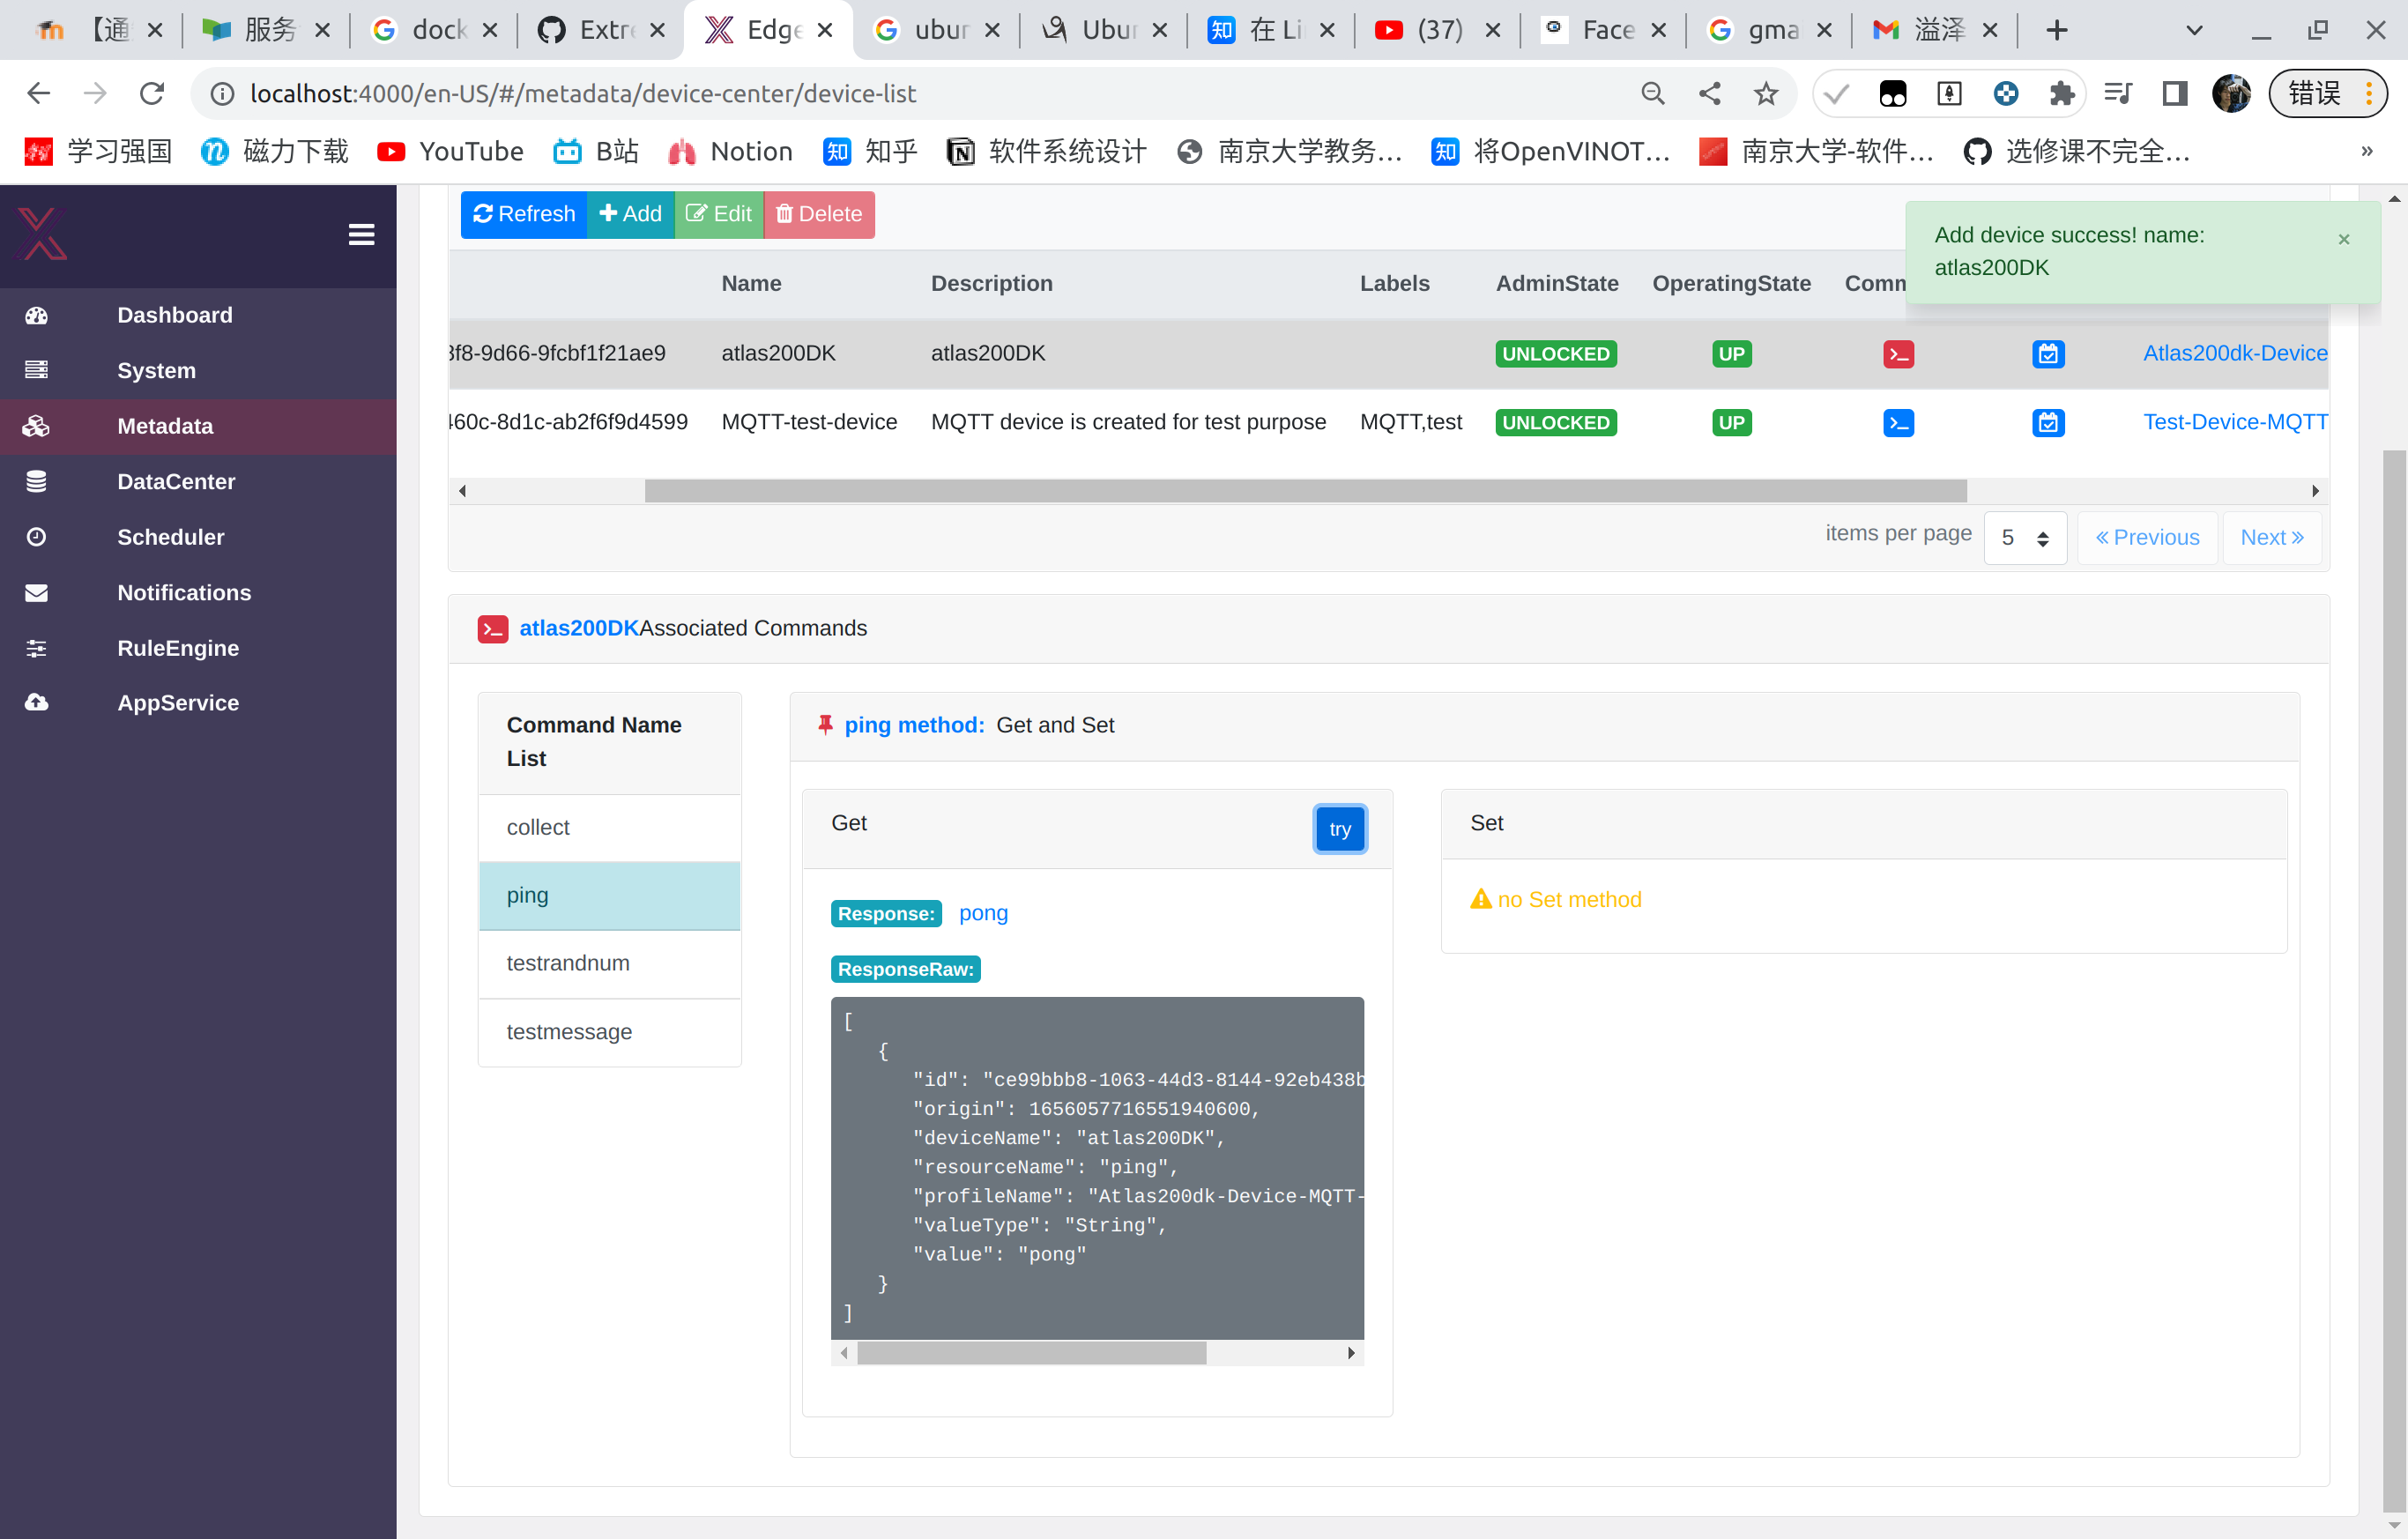 【通
服务
dock
Extre
Edge
ubun
Ubun
在 Li
(37)
Face
gma
溢泽
localhost:4000/en-US/#/metadata/device-center/device-list
错误
学习强国
磁力下载
YouTube
B站
Notion
知乎
软件系统设计
南京大学教务...
将OpenVINOT...
南京大学-软件...
选修课不完全...
»
Dashboard
System
Metadata
DataCenter
Scheduler
Notifications
RuleEngine
AppService
Refresh
Add
Edit
Delete
Add device success! name:
atlas200DK
×
Name Description Labels AdminState OperatingState Comm
3f8-9d66-9fcbf1f21ae9 atlas200DK atlas200DK UNLOCKED UP Atlas200dk-Device
460c-8d1c-ab2f6f9d4599 MQTT-test-device MQTT device is created for test purpose MQTT,test UNLOCKED UP Test-Device-MQTT
items per page 5 « Previous Next »
atlas200DKAssociated Commands
Command Name
List
collect
ping
testrandnum
testmessage
ping method: Get and Set
Get
try
Response: pong
ResponseRaw:
[
{
"id": "ce99bbb8-1063-44d3-8144-92eb438b
"origin": 1656057716551940600,
"deviceName": "atlas200DK",
"resourceName": "ping",
"profileName": "Atlas200dk-Device-MQTT-
"valueType": "String",
"value": "pong"
}
]
Set
no Set method